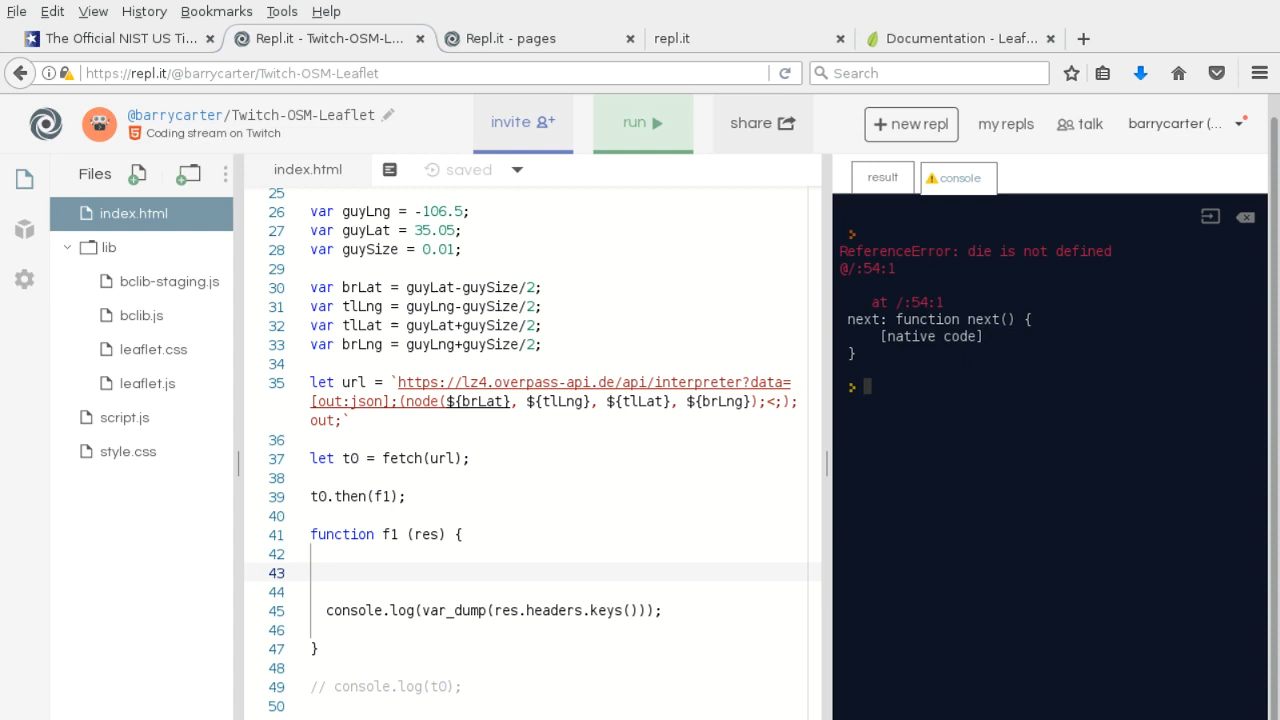 File Edit View History Bookmarks Tools Help
The Official NIST US Ti...
Repl.it - Twitch-OSM-L...
Repl.it - pages
repl.it
Documentation - Leaf...
https://repl.it/@barrycarter/Twitch-OSM-Leaflet
Search
@barrycarter/Twitch-OSM-Leaflet
Coding stream on Twitch
invite
run
share
+ new repl
my repls
talk
barrycarter (...
Files
index.html
lib
bclib-staging.js
bclib.js
leaflet.css
leaflet.js
script.js
style.css
index.html
saved
25
26 var guyLng = -106.5;
27 var guyLat = 35.05;
28 var guySize = 0.01;
29
30 var brLat = guyLat-guySize/2;
31 var tlLng = guyLng-guySize/2;
32 var tlLat = guyLat+guySize/2;
33 var brLng = guyLng+guySize/2;
34
35 let url = `https://lz4.overpass-api.de/api/interpreter?data=
[out:json];(node(${brLat}, ${tlLng}, ${tlLat}, ${brLng});<;);
out;`
36
37 let t0 = fetch(url);
38
39 t0.then(f1);
40
41 function f1 (res) {
42
43
44
45 console.log(var_dump(res.headers.keys()));
46
47 }
48
49 // console.log(t0);
50
result
console
ReferenceError: die is not defined
@/:54:1
at /:54:1
next: function next() {
[native code]
}